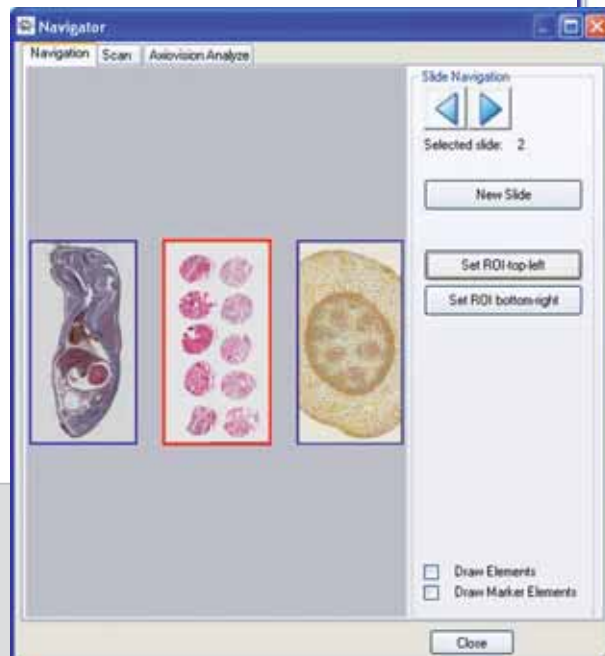 Navigator
Navigation Scan Axiovision Analyze
Slide Navigation
Selected slide: 2
New Slide
Set ROI-top-left
Set ROI bottom-right
Draw Elements
Draw Marker Elements
Close